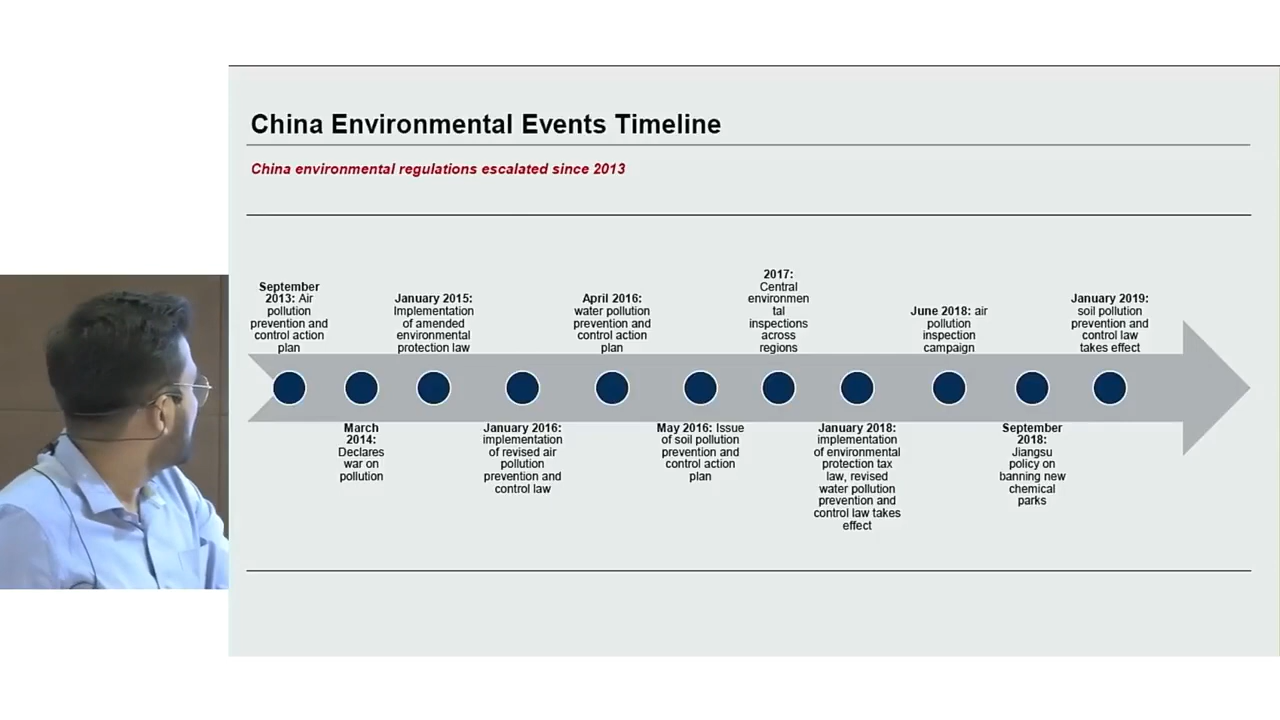 China Environmental Events Timeline
China environmental regulations escalated since 2013
September
2013: Air
pollution
prevention and
control action
plan
March
2014:
Declares
war on
pollution
January 2015:
Implementation
of amended
environmental
protection law
January 2016:
implementation
of revised air
pollution
prevention and
control law
April 2016:
water pollution
prevention and
control action
plan
May 2016: Issue
of soil pollution
prevention and
control action
plan
2017:
Central
environmen
tal
inspections
across
regions
January 2018:
implementation
of environmental
protection tax
law, revised
water pollution
prevention and
control law takes
effect
June 2018: air
pollution
inspection
campaign
September
2018:
Jiangsu
policy on
banning new
chemical
parks
January 2019:
soil pollution
prevention and
control law
takes effect